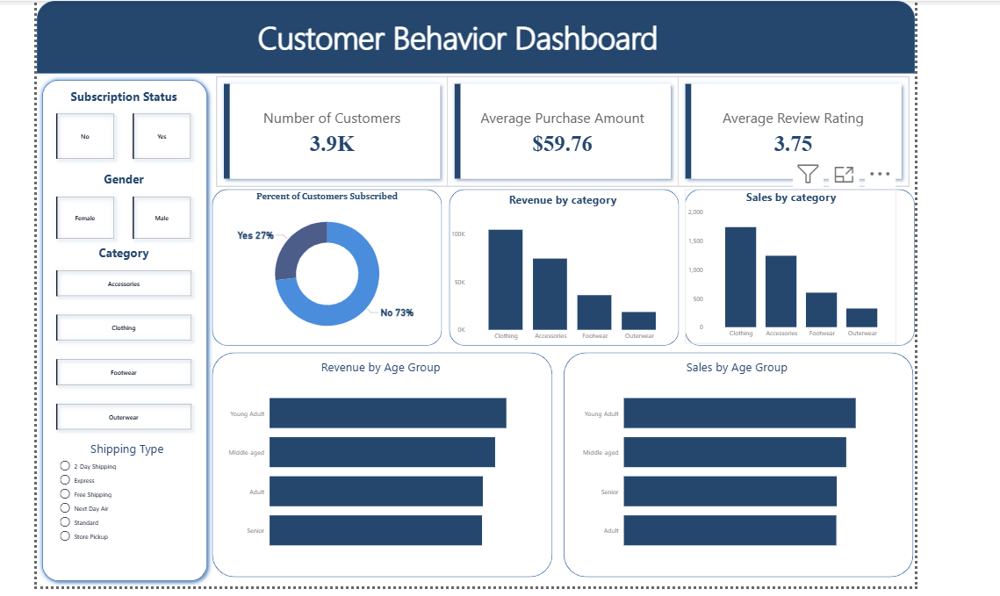 Customer Behavior Dashboard
Subscription Status
No
Yes
Gender
Female
Male
Category
Accessories
Clothing
Footwear
Outerwear
Shipping Type
2-Day Shipping
Express
Free Shipping
Next Day Air
Standard
Store Pickup
Number of Customers
3.9K
Average Purchase Amount
$59.76
Average Review Rating
3.75
Percent of Customers Subscribed
Yes 27%
No 73%
Revenue by category
100K
50K
0K
Clothing
Accessories
Footwear
Outerwear
Sales by category
2,000
1,500
1,000
500
0
Clothing
Accessories
Footwear
Outerwear
Revenue by Age Group
Young Adult
Middle-aged
Adult
Senior
Sales by Age Group
Young Adult
Middle-aged
Senior
Adult